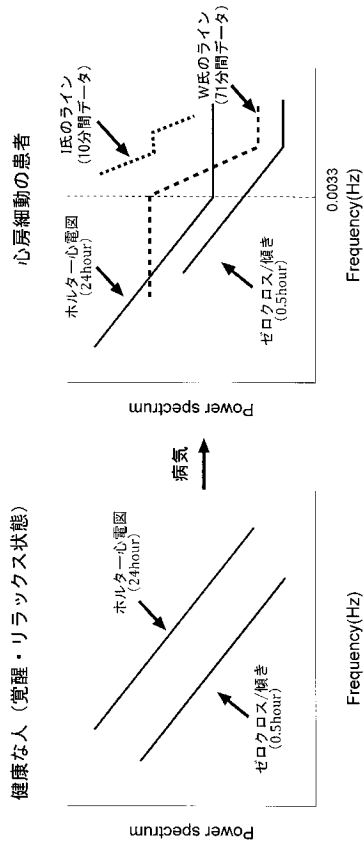 健康な人（覚醒・リラックス状態）
Power spectrum
ホルター心電図
(24hour)
ゼロクロス/傾き
(0.5hour)
Frequency(Hz)
病気
心房細動の患者
Power spectrum
ホルター心電図
(24hour)
I氏のライン
(10分間データ)
W氏のライン
(71分間データ)
ゼロクロス/傾き
(0.5hour)
0.0033
Frequency(Hz)